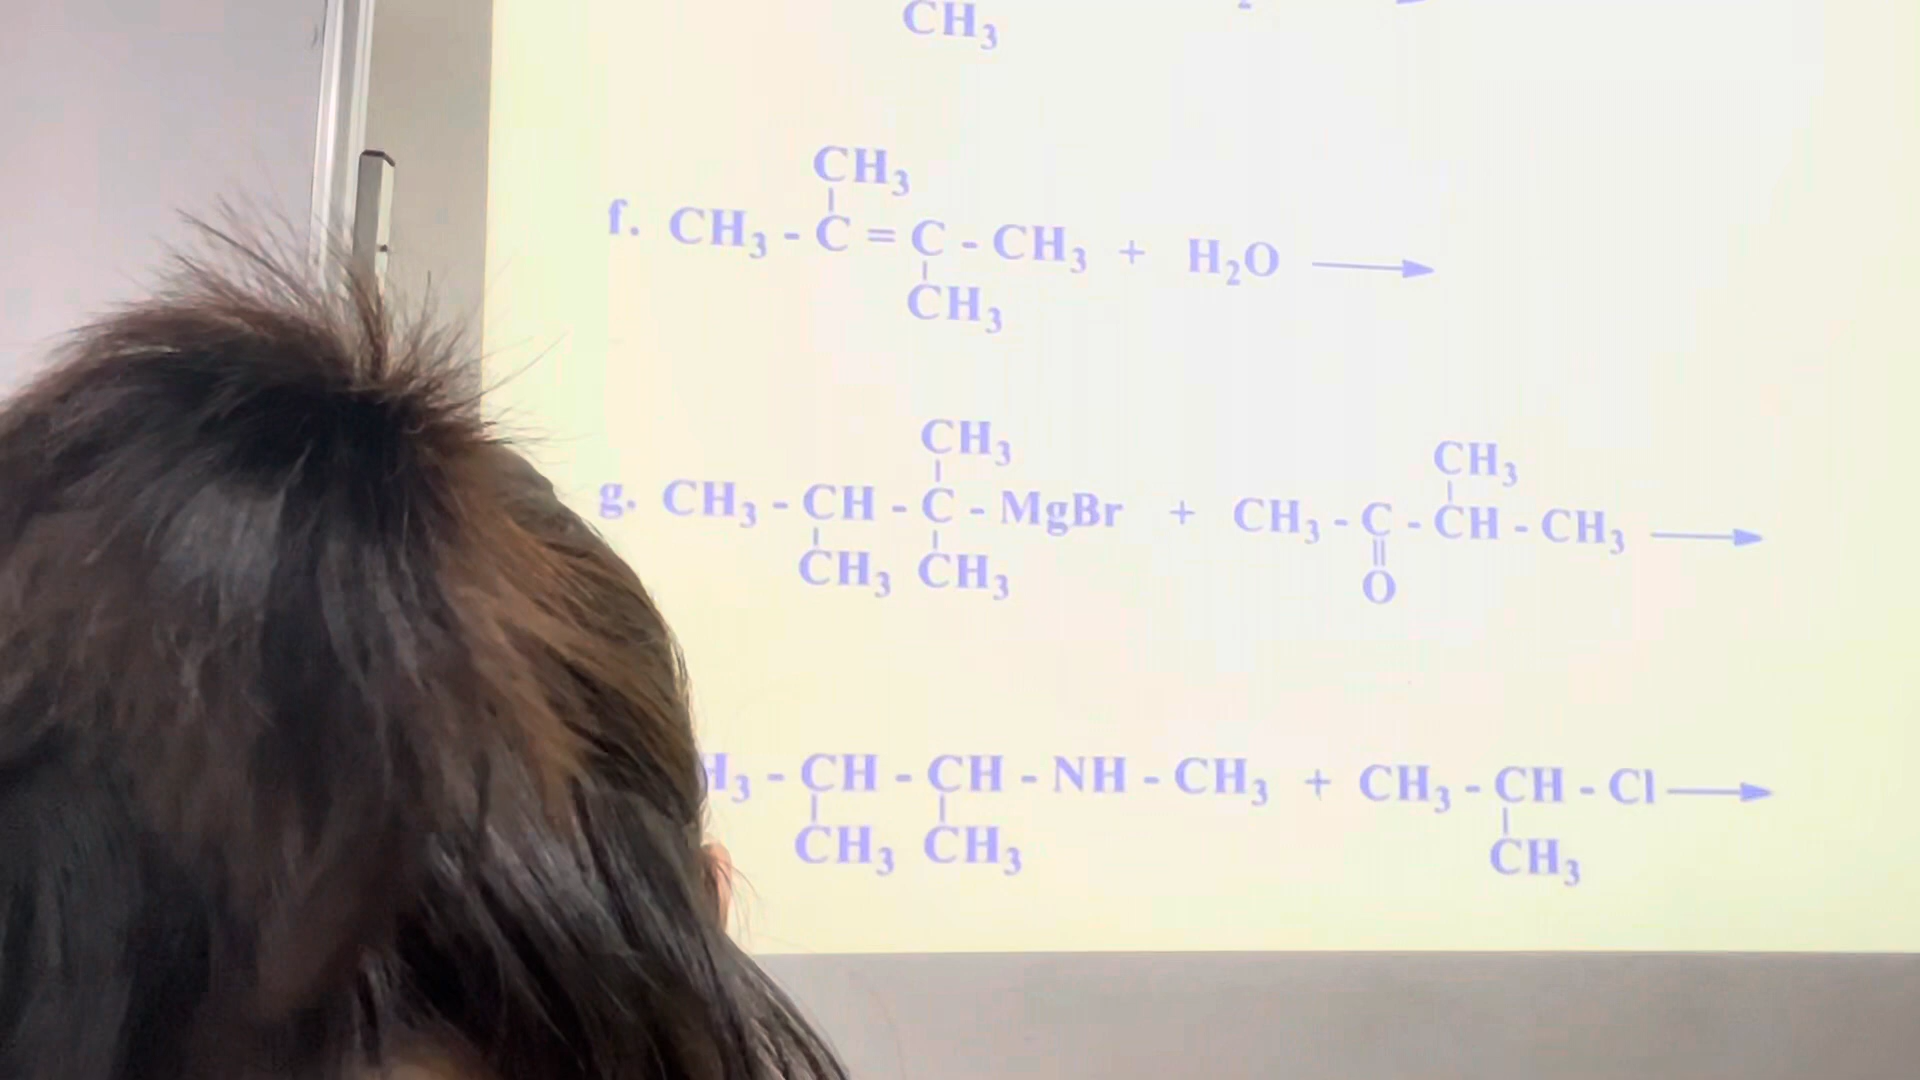 CH₃
CH₃
f. CH₃ - C = C - CH₃ + H₂O ⟶
CH₃
CH₃ CH₃
g. CH₃ - CH - C - MgBr + CH₃ - C - CH - CH₃ ⟶
CH₃ CH₃ O
H₃ - CH - CH - NH - CH₃ + CH₃ - CH - Cl ⟶
CH₃ CH₃ CH₃